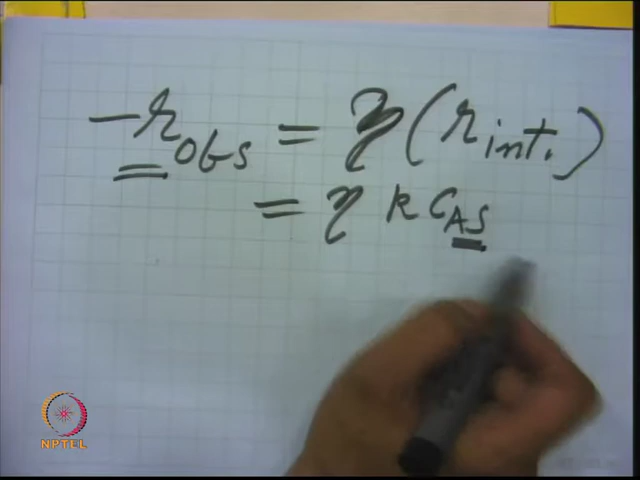 -r_obs = η(r_int.)
= η k C_AS
NPTEL